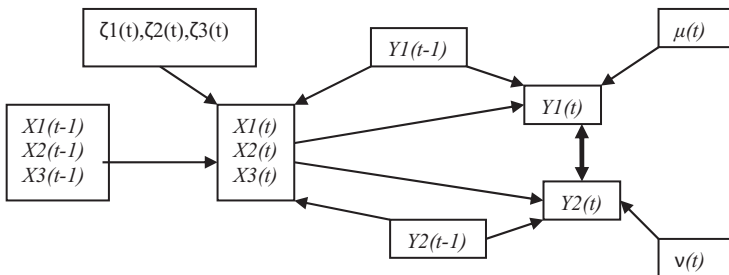 ζ1(t),ζ2(t),ζ3(t)
Y1(t-1)
μ(t)
X1(t-1)
X2(t-1)
X3(t-1)
X1(t)
X2(t)
X3(t)
Y1(t)
Y2(t)
Y2(t-1)
ν(t)